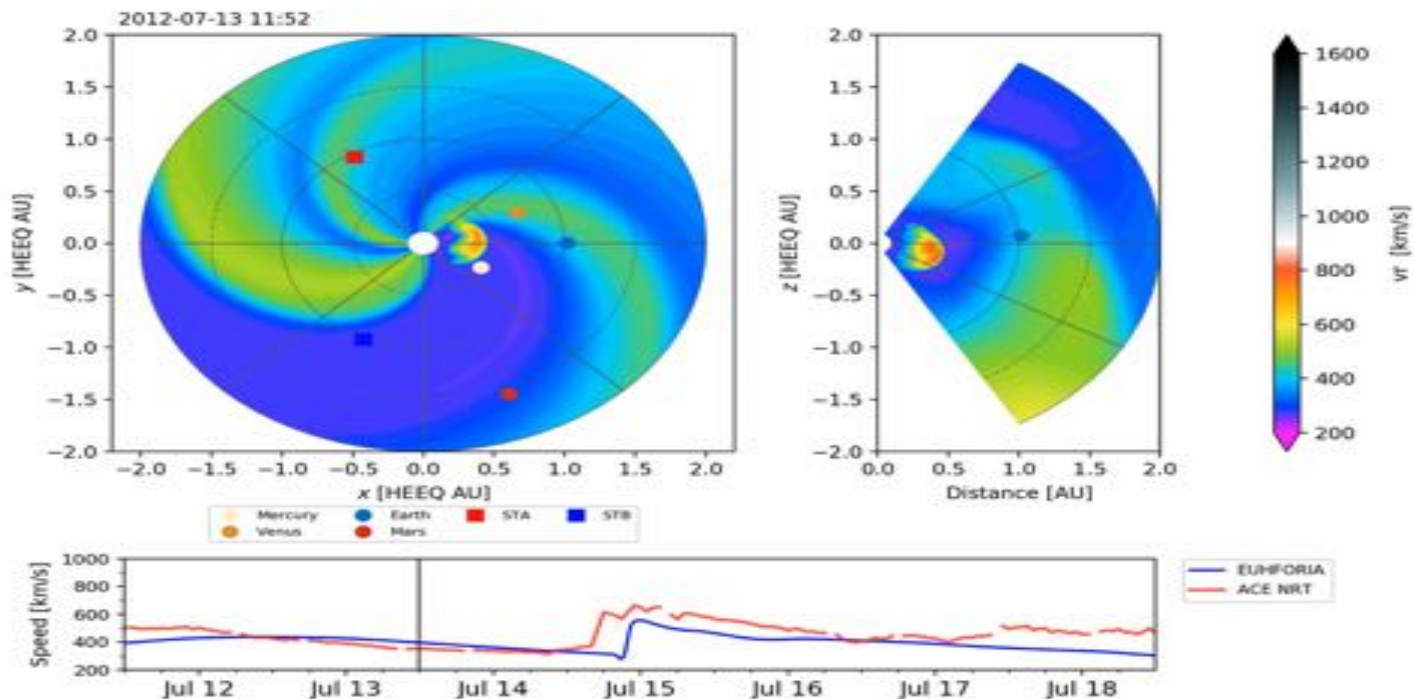 2012-07-13 11:52
2.0
1.5
1.0
0.5
0.0
−0.5
−1.0
−1.5
−2.0
y [HEEQ AU]
−2.0 −1.5 −1.0 −0.5 0.0 0.5 1.0 1.5 2.0
x [HEEQ AU]
2.0
1.5
1.0
0.5
0.0
−0.5
−1.0
−1.5
−2.0
z [HEEQ AU]
0.0 0.5 1.0 1.5 2.0
Distance [AU]
1600
1400
1200
1000
800
600
400
200
vr [km/s]
Mercury Earth STA STB
Venus Mars
1000
800
600
400
200
Speed [km/s]
Jul 12 Jul 13 Jul 14 Jul 15 Jul 16 Jul 17 Jul 18
EUHFORIA
ACE NRT